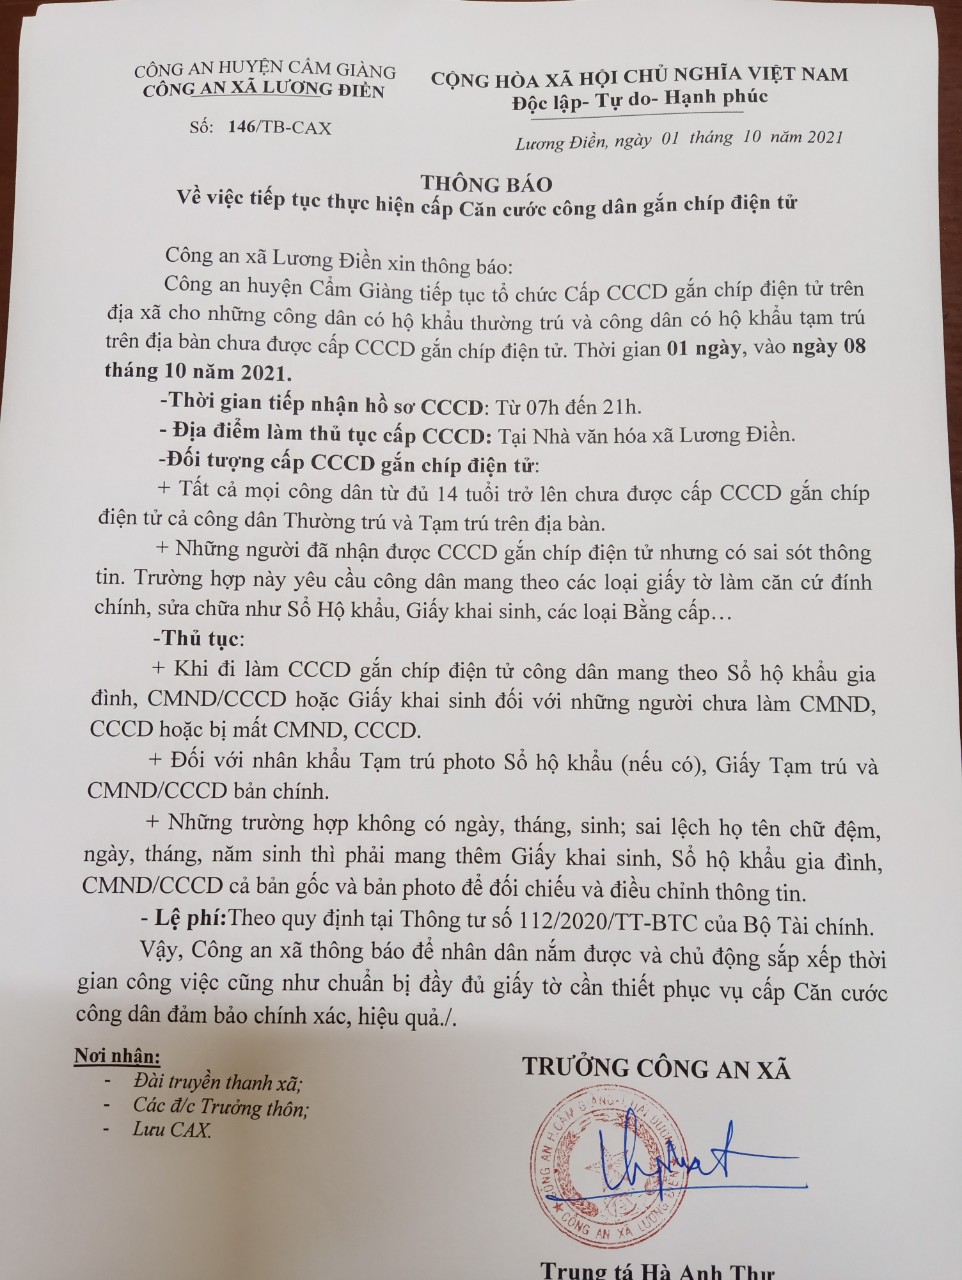 CÔNG AN HUYỆN CẨM GIÀNG
CÔNG AN XÃ LƯƠNG ĐIỀN
Số: 146/TB-CAX
CỘNG HÒA XÃ HỘI CHỦ NGHĨA VIỆT NAM
Độc lập- Tự do- Hạnh phúc
Lương Điền, ngày 01 tháng 10 năm 2021
THÔNG BÁO
Về việc tiếp tục thực hiện cấp Căn cước công dân gắn chíp điện tử
Công an xã Lương Điền xin thông báo:
Công an huyện Cẩm Giàng tiếp tục tổ chức Cấp CCCD gắn chíp điện tử trên
địa xã cho những công dân có hộ khẩu thường trú và công dân có hộ khẩu tạm trú
trên địa bàn chưa được cấp CCCD gắn chíp điện tử. Thời gian 01 ngày, vào ngày 08
tháng 10 năm 2021.
-Thời gian tiếp nhận hồ sơ CCCD: Từ 07h đến 21h.
- Địa điểm làm thủ tục cấp CCCD: Tại Nhà văn hóa xã Lương Điền.
-Đối tượng cấp CCCD gắn chíp điện tử:
+ Tất cả mọi công dân từ đủ 14 tuổi trở lên chưa được cấp CCCD gắn chíp
điện tử cả công dân Thường trú và Tạm trú trên địa bàn.
+ Những người đã nhận được CCCD gắn chíp điện tử nhưng có sai sót thông
tin. Trường hợp này yêu cầu công dân mang theo các loại giấy tờ làm căn cứ đính
chính, sửa chữa như Sổ Hộ khẩu, Giấy khai sinh, các loại Bằng cấp…
-Thủ tục:
+ Khi đi làm CCCD gắn chíp điện tử công dân mang theo Sổ hộ khẩu gia
đình, CMND/CCCD hoặc Giấy khai sinh đối với những người chưa làm CMND,
CCCD hoặc bị mất CMND, CCCD.
+ Đối với nhân khẩu Tạm trú photo Sổ hộ khẩu (nếu có), Giấy Tạm trú và
CMND/CCCD bản chính.
+ Những trường hợp không có ngày, tháng, sinh; sai lệch họ tên chữ đệm,
ngày, tháng, năm sinh thì phải mang thêm Giấy khai sinh, Sổ hộ khẩu gia đình,
CMND/CCCD cả bản gốc và bản photo để đối chiếu và điều chỉnh thông tin.
- Lệ phí:Theo quy định tại Thông tư số 112/2020/TT-BTC của Bộ Tài chính.
Vậy, Công an xã thông báo để nhân dân nắm được và chủ động sắp xếp thời
gian công việc cũng như chuẩn bị đầy đủ giấy tờ cần thiết phục vụ cấp Căn cước
công dân đảm bảo chính xác, hiệu quả./.
Nơi nhận:
- Đài truyền thanh xã;
- Các đ/c Trưởng thôn;
- Lưu CAX.
TRƯỞNG CÔNG AN XÃ
CÔNG AN H.CẨM GIÀNG-T.HẢI DƯƠNG
CÔNG AN XÃ LƯƠNG ĐIỀN
Trung tá Hà Anh Thư